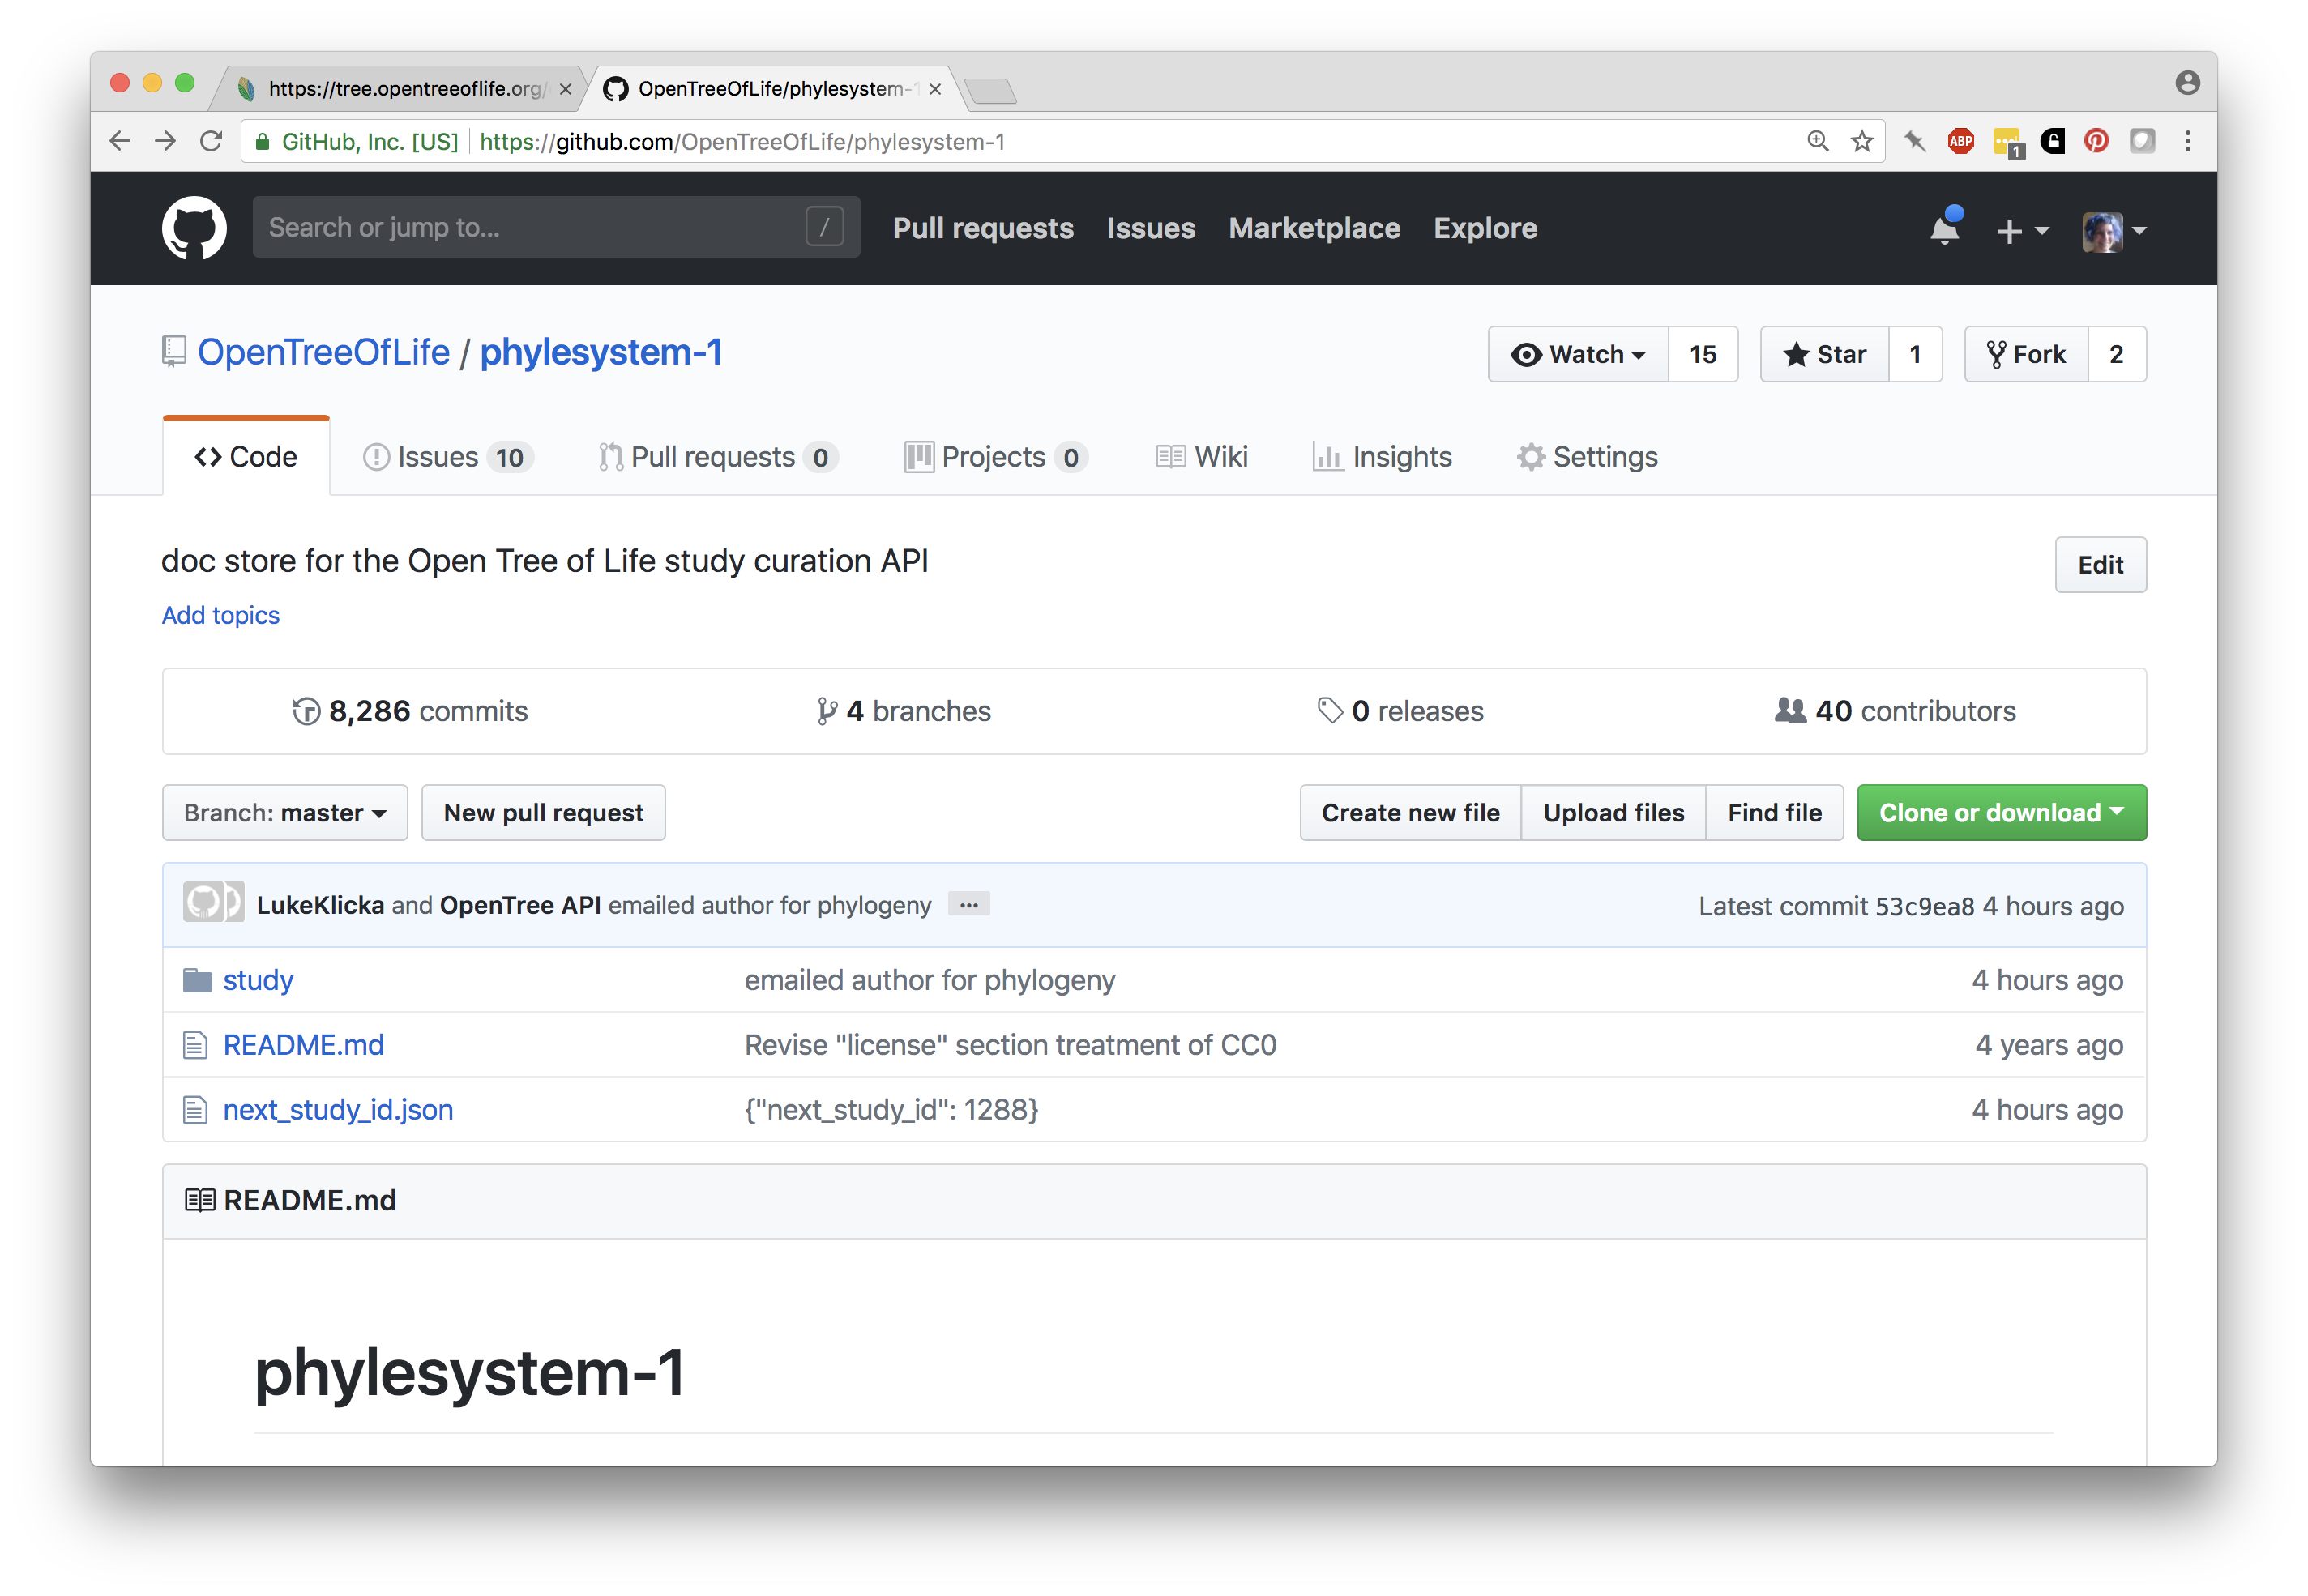 https://tree.opentreeoflife.org/
OpenTreeOfLife/phylesystem-1
GitHub, Inc. [US] https://github.com/OpenTreeOfLife/phylesystem-1
ABP
1
Search or jump to...
/
Pull requests Issues Marketplace Explore
OpenTreeOfLife / phylesystem-1
Watch 15 Star 1 Fork 2
Code Issues 10 Pull requests 0 Projects 0 Wiki Insights Settings
doc store for the Open Tree of Life study curation API
Edit
Add topics
8,286 commits 4 branches 0 releases 40 contributors
Branch: master New pull request Create new file Upload files Find file Clone or download
LukeKlicka and OpenTree API emailed author for phylogeny ... Latest commit 53c9ea8 4 hours ago
study emailed author for phylogeny 4 hours ago
README.md Revise "license" section treatment of CC0 4 years ago
next_study_id.json {"next_study_id": 1288} 4 hours ago
README.md
phylesystem-1